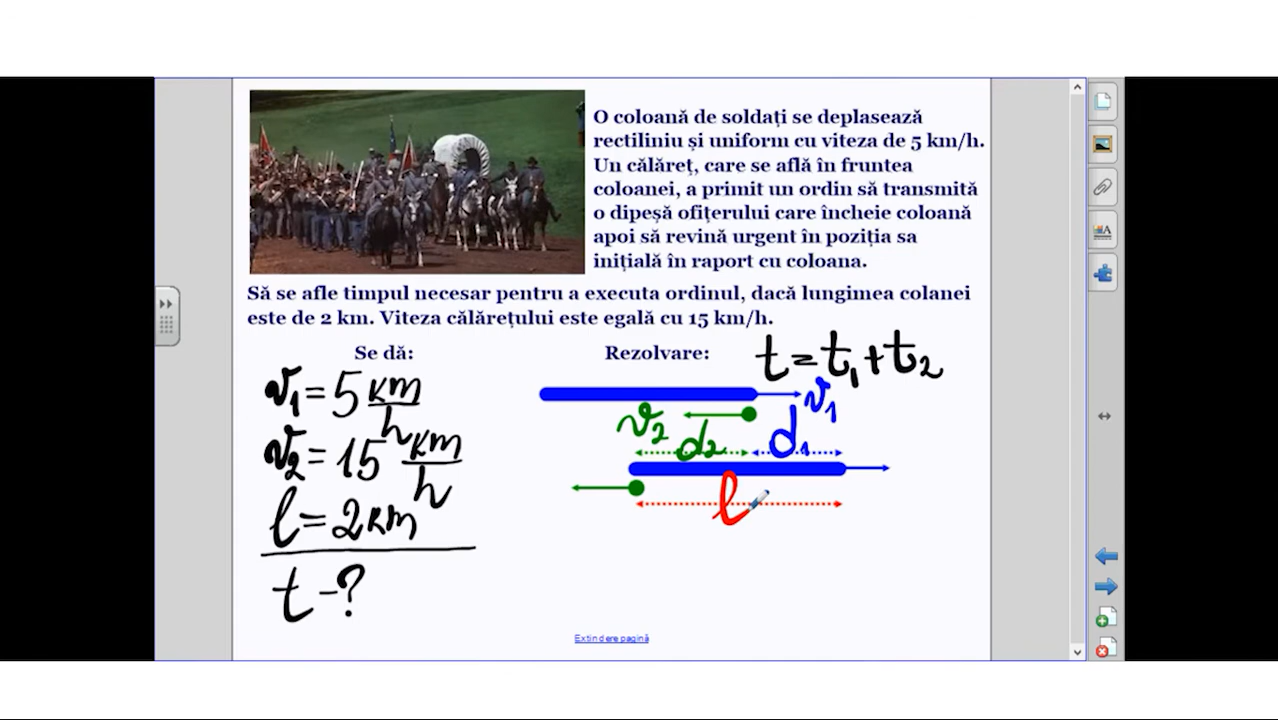 O coloană de soldați se deplasează
rectiliniu și uniform cu viteza de 5 km/h.
Un călăreț, care se află în fruntea
coloanei, a primit un ordin să transmită
o dipeșă ofițerului care încheie coloană
apoi să revină urgent în poziția sa
inițială în raport cu coloana.
Să se afle timpul necesar pentru a executa ordinul, dacă lungimea colanei
este de 2 km. Viteza călărețului este egală cu 15 km/h.
Se dă:
Rezolvare:
t = t₁ + t₂
v₁ = 5 км/h
v₂ = 15 км/h
l = 2 км
t – ?
v₁
v₂
d₂
d₁
l
Extindere pagină